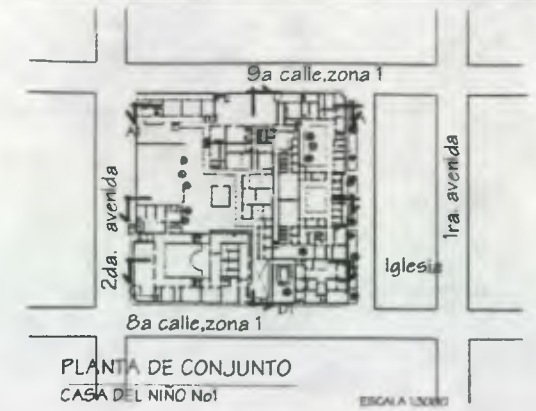 9a calle,zona 1
2da. avenida
1ra. avenida
Iglesia
8a calle,zona 1
PLANTA DE CONJUNTO
CASA DEL NIÑO No1
ESCALA